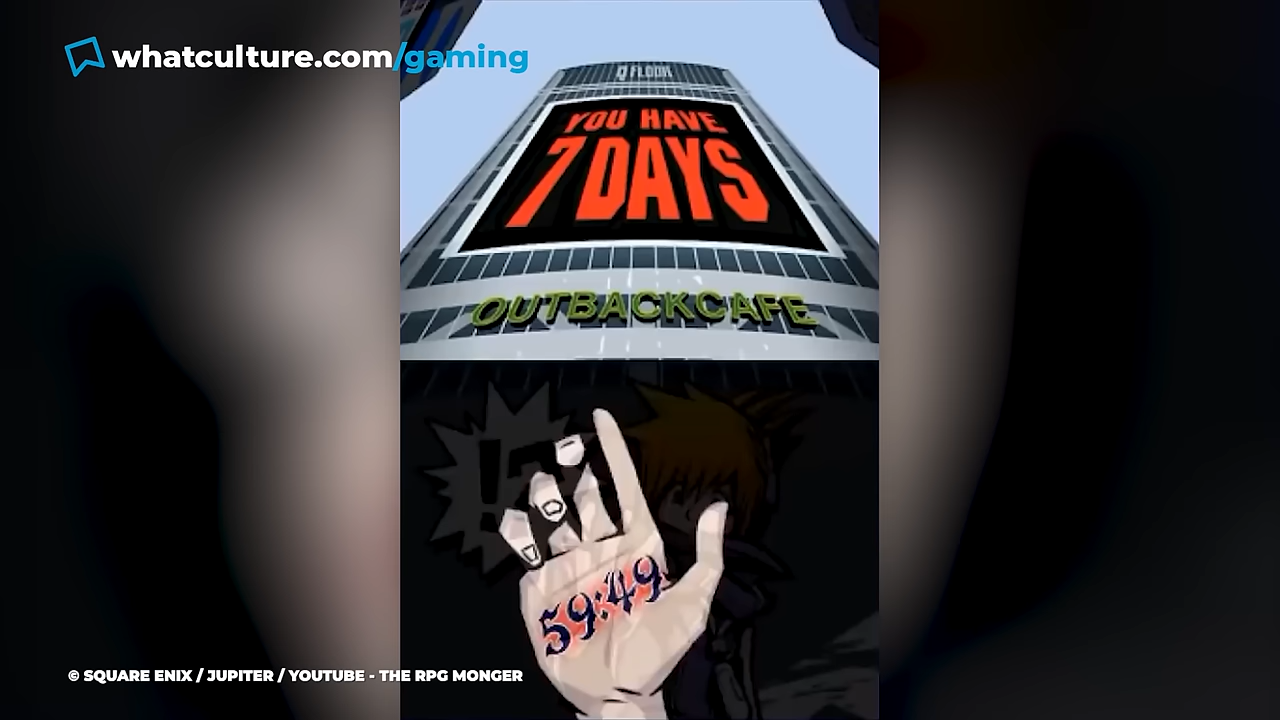 whatculture.com/gaming
YOU HAVE
7 DAYS
OUTBACKCAFE
!?
59:49
© SQUARE ENIX / JUPITER / YOUTUBE - THE RPG MONGER